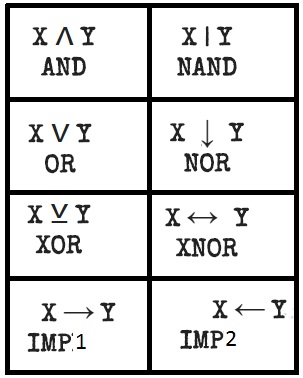 X ∧ Y
AND
X | Y
NAND
X ∨ Y
OR
X ↓ Y
NOR
X ⊻ Y
XOR
X ↔ Y
XNOR
X → Y
IMP1
X ← Y
IMP2